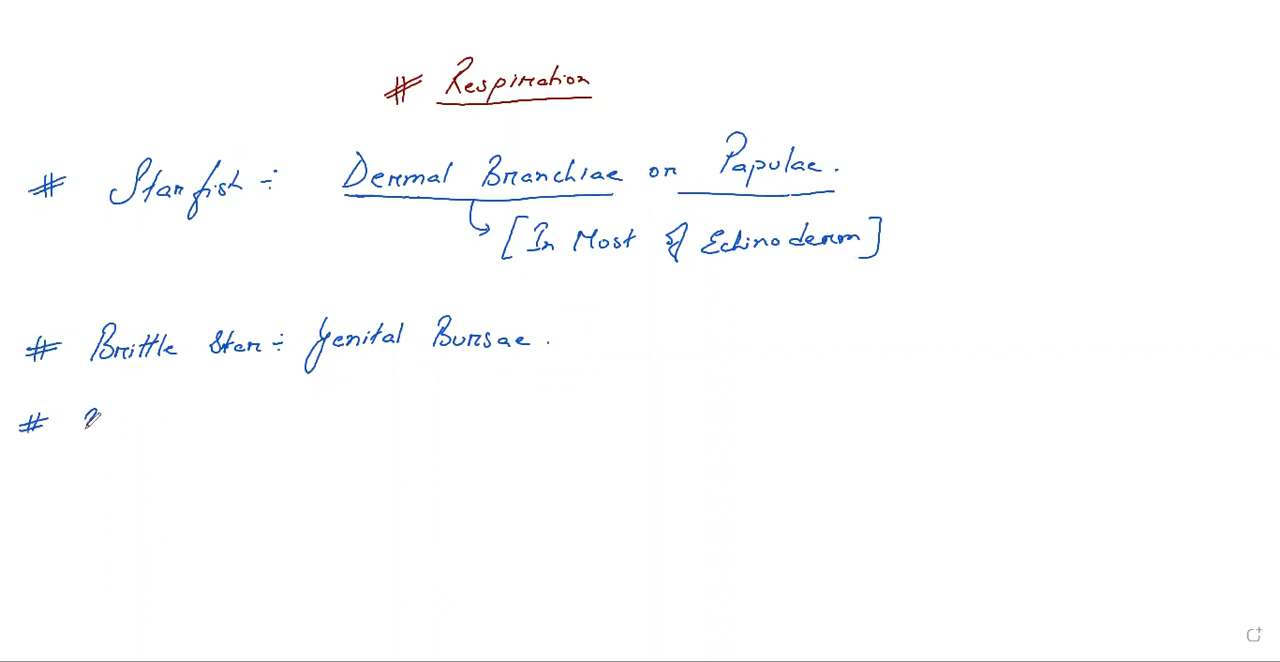 # Respiration
# Starfish ÷ Dermal Branchiae or Papulae.
[In Most of Echinoderm]
# Brittle Star ÷ Genital Bursae.
#